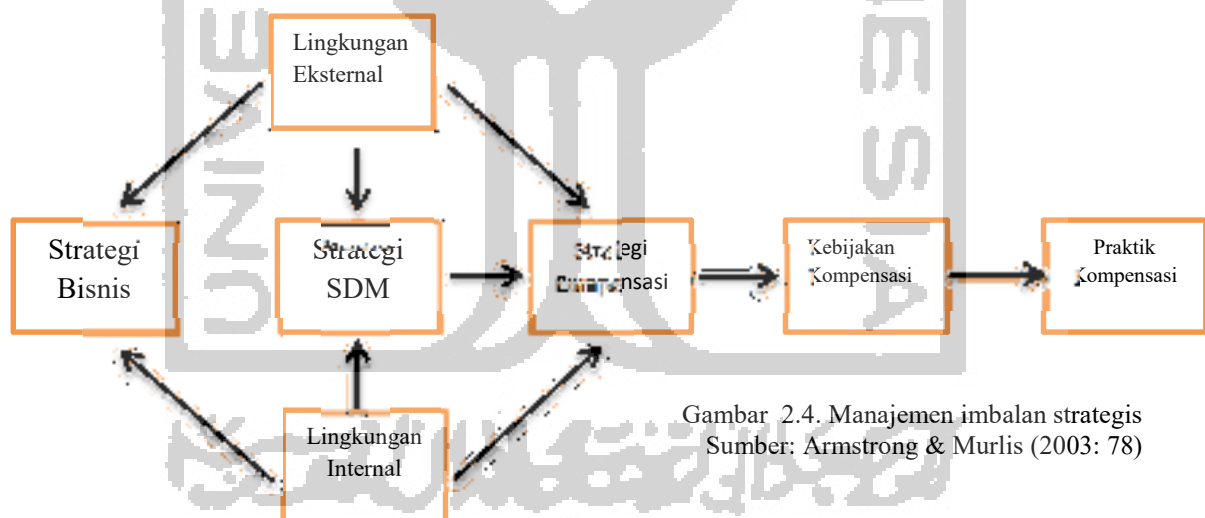 Lingkungan
Eksternal
Strategi
Bisnis
Strategi
SDM
Kebijakan
Kompensasi
Praktik
Kompensasi
Lingkungan
Internal
Gambar 2.4. Manajemen imbalan strategis
Sumber: Armstrong & Murlis (2003: 78)